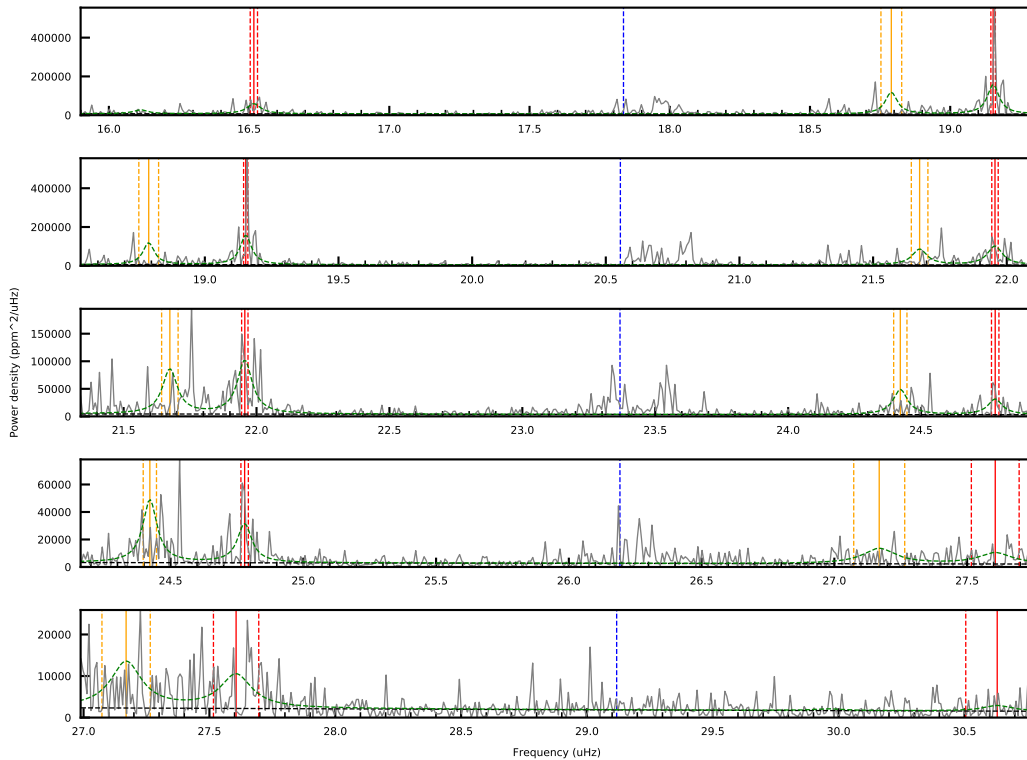 400000
200000
0
16.0 16.5 17.0 17.5 18.0 18.5 19.0
400000
200000
0
19.0 19.5 20.0 20.5 21.0 21.5 22.0
150000
100000
50000
0
21.5 22.0 22.5 23.0 23.5 24.0 24.5
Power density (ppm^2/uHz)
60000
40000
20000
0
24.5 25.0 25.5 26.0 26.5 27.0 27.5
20000
10000
0
27.0 27.5 28.0 28.5 29.0 29.5 30.0 30.5
Frequency (uHz)